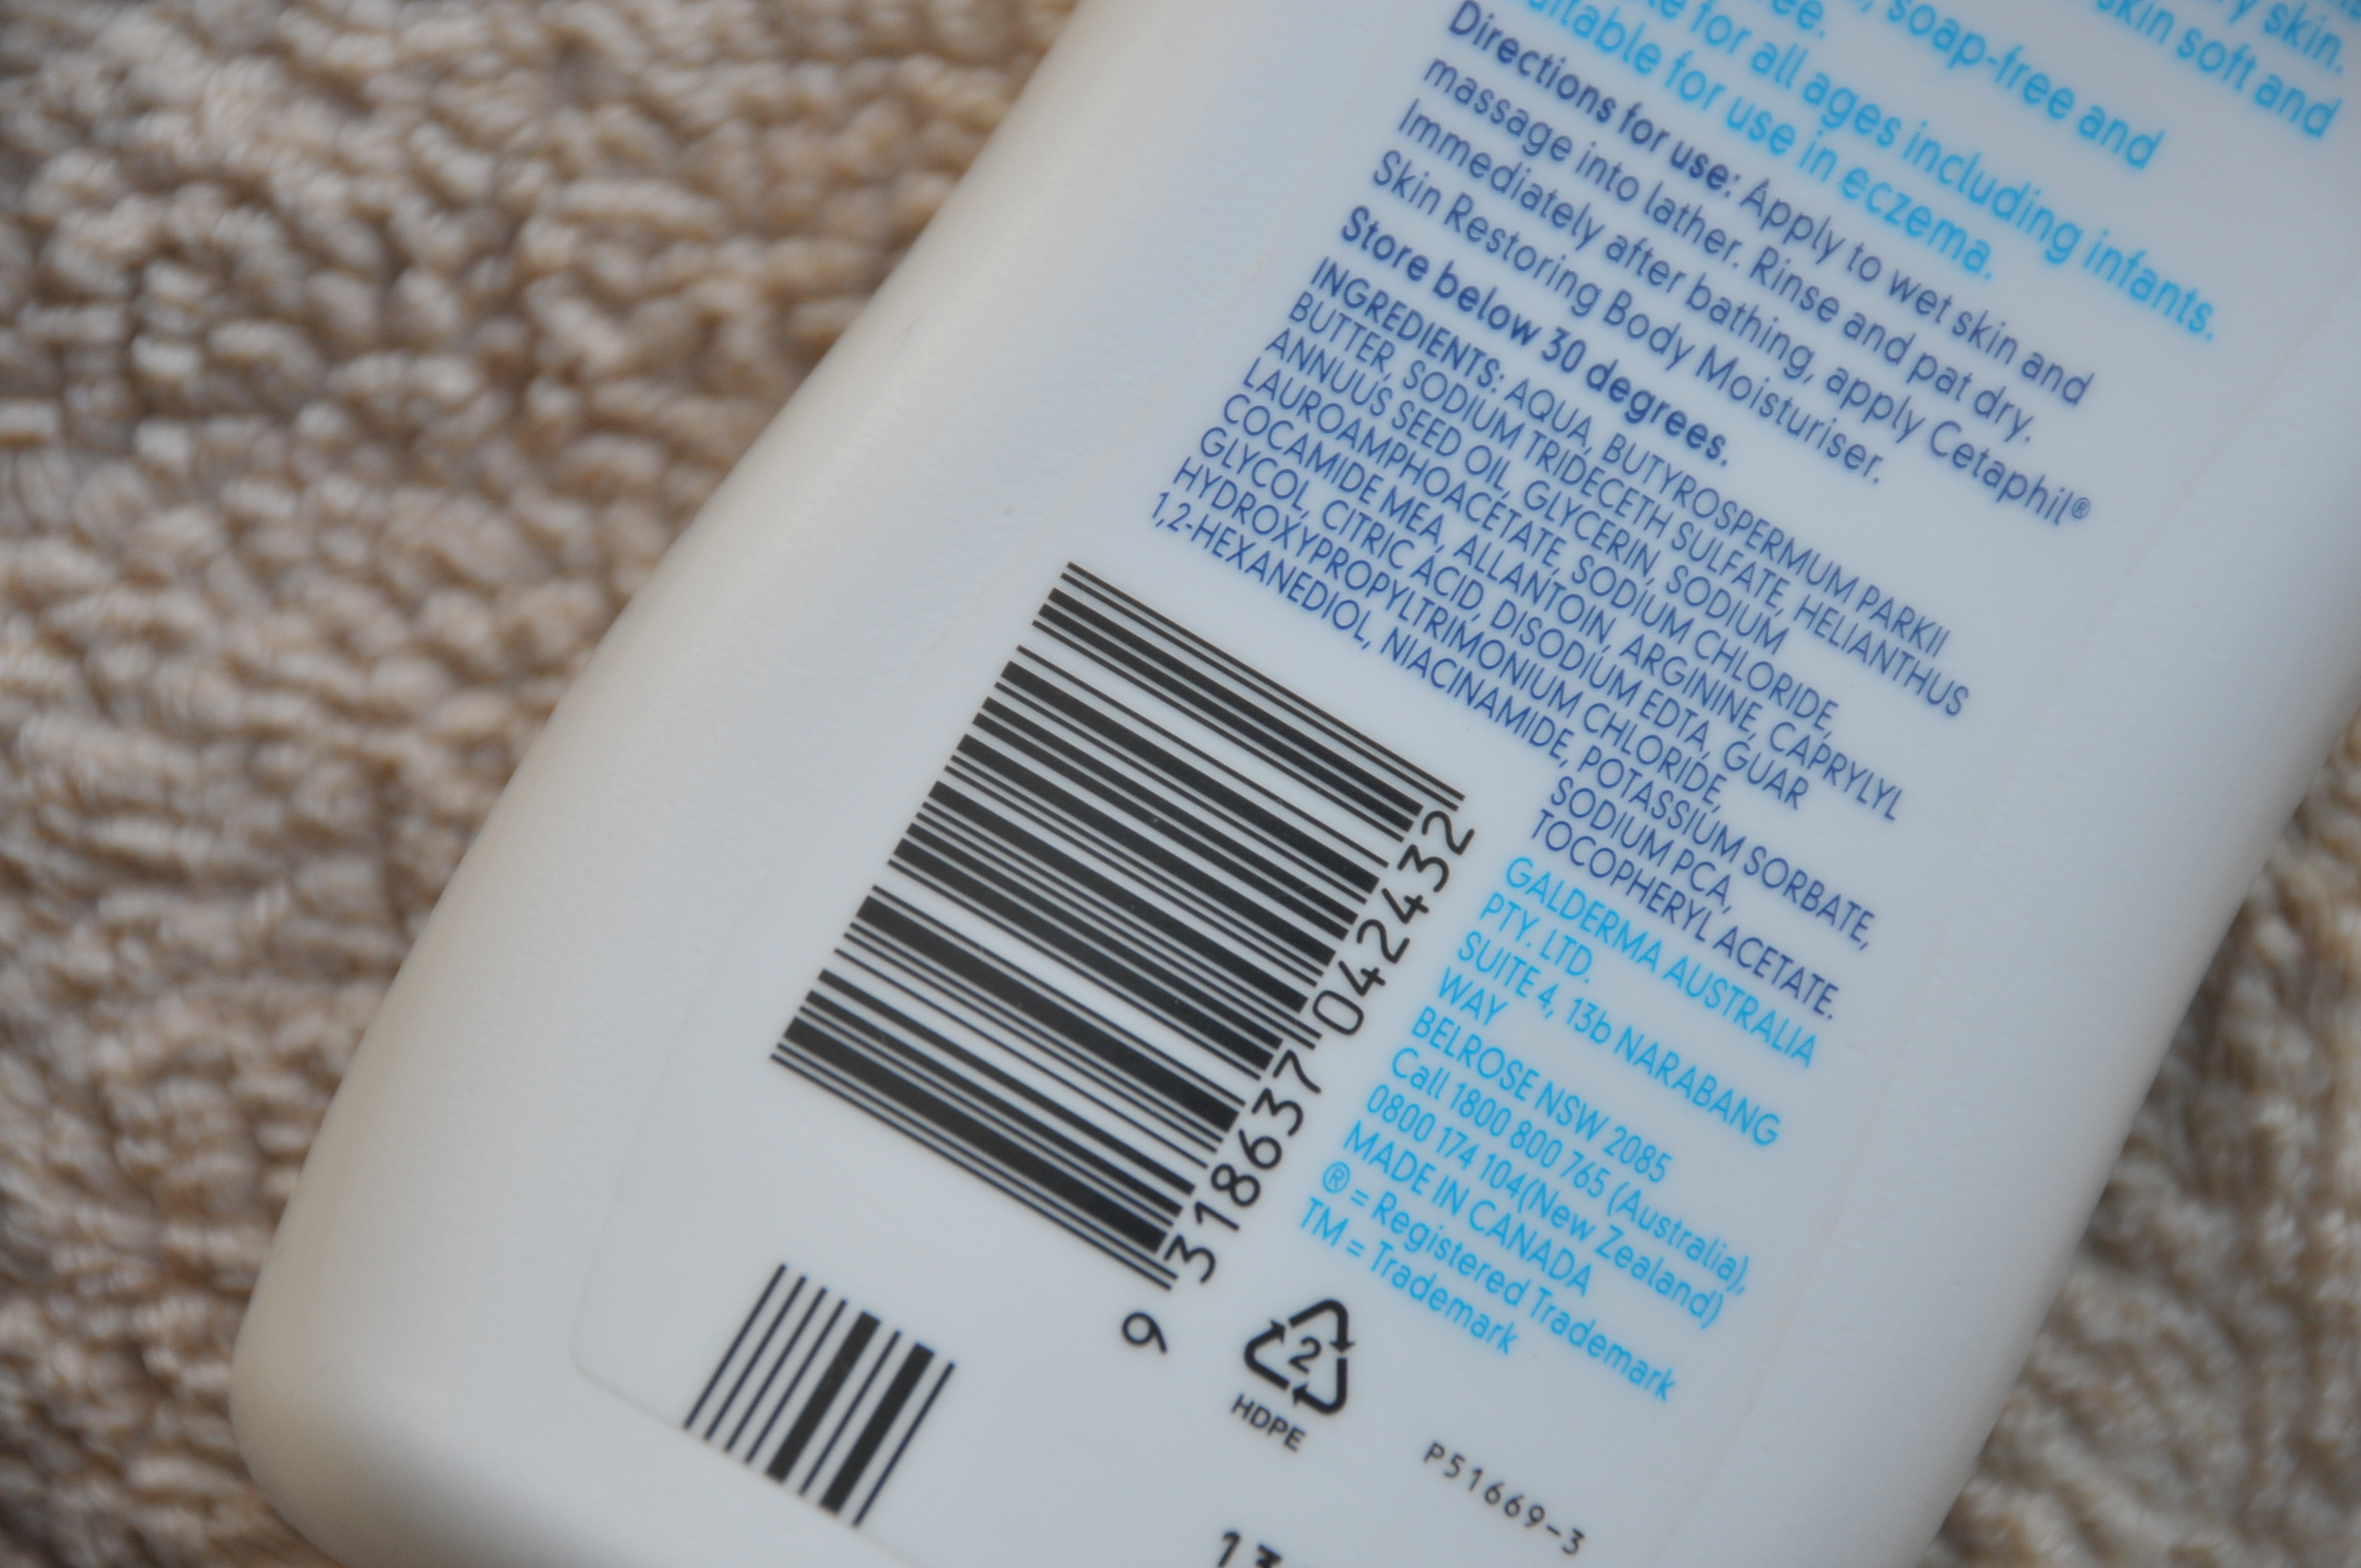 ry skin.
skin soft and
, soap-free and
ee.
for all ages including infants.
suitable for use in eczema.
Directions for use: Apply to wet skin and
massage into lather. Rinse and pat dry.
Immediately after bathing, apply Cetaphil®
Skin Restoring Body Moisturiser.
Store below 30 degrees.
INGREDIENTS: AQUA, BUTYROSPERMUM PARKII
BUTTER, SODIUM TRIDECETH SULFATE, HELIANTHUS
ANNUUS SEED OIL, GLYCERIN, SODIUM
LAUROAMPHOACETATE, SODIUM CHLORIDE,
COCAMIDE MEA, ALLANTOIN, ARGININE, CAPRYLYL
GLYCOL, CITRIC ACID, DISODIUM EDTA, GUAR
HYDROXYPROPYLTRIMONIUM CHLORIDE,
1,2-HEXANEDIOL, NIACINAMIDE, POTASSIUM SORBATE,
SODIUM PCA,
TOCOPHERYL ACETATE.
GALDERMA AUSTRALIA
PTY. LTD.
SUITE 4, 13b NARABANG
WAY
BELROSE NSW 2085
Call 1800 800 765 (Australia),
0800 174 104(New Zealand)
MADE IN CANADA
® = Registered Trademark
TM = Trademark
9 318637 042432
2
HDPE
P51669-3